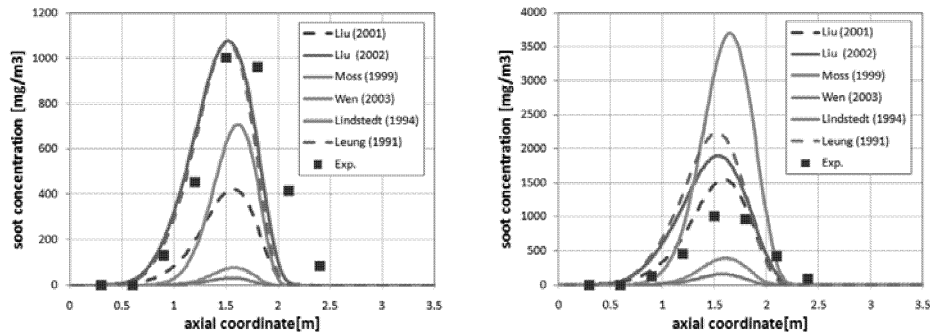 1200
1000
800
600
400
200
0
soot concentration [mg/m3]
0 0.5 1 1.5 2 2.5 3 3.5
axial coordinate[m]
Liu (2001)
Liu (2002)
Moss (1999)
Wen (2003)
Lindstedt (1994)
Leung (1991)
Exp.
4000
3500
3000
2500
2000
1500
1000
500
0
soot concentration [mg/m3]
0 0.5 1 1.5 2 2.5 3 3.5
axial coordinate[m]
Liu (2001)
Liu (2002)
Moss (1999)
Wen (2003)
Lindstedt (1994)
Leung (1991)
Exp.